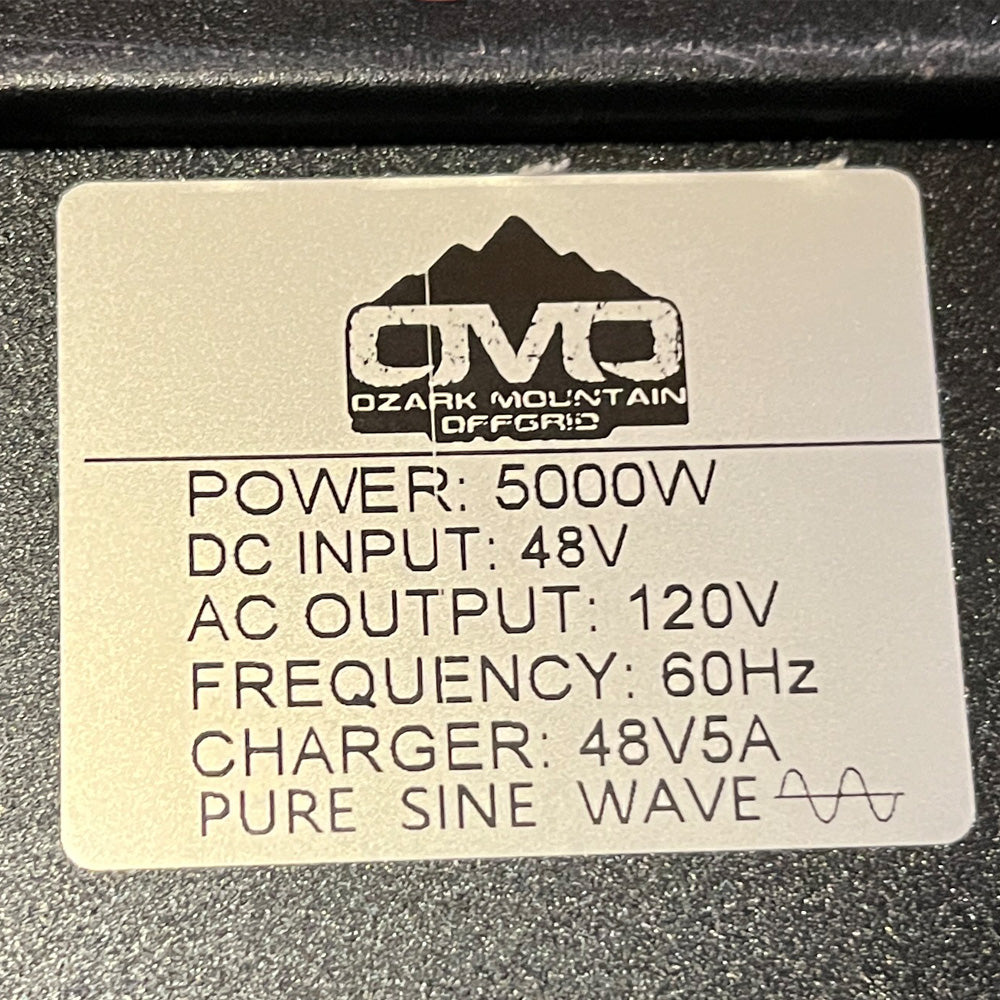 OMO
OZARK MOUNTAIN
OFFGRID
POWER: 5000W
DC INPUT: 48V
AC OUTPUT: 120V
FREQUENCY: 60Hz
CHARGER: 48V5A
PURE SINE WAVE